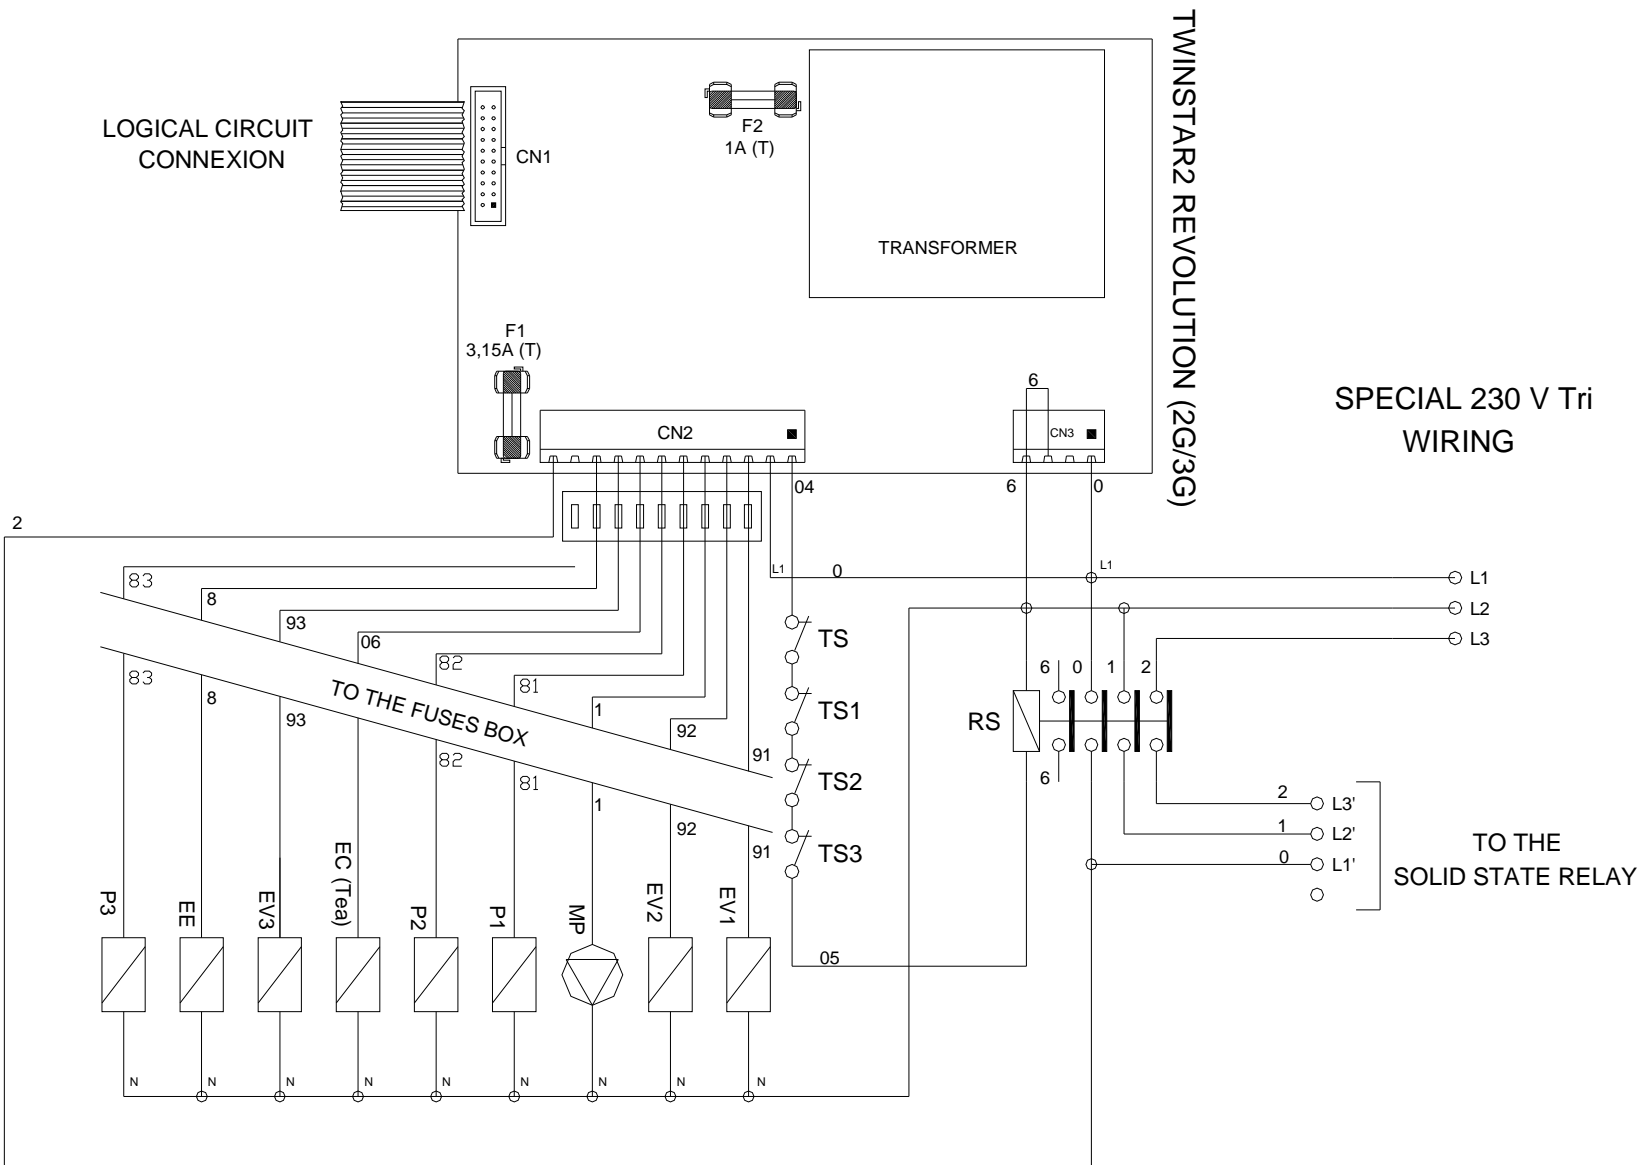 TWINSTAR2 REVOLUTION (2G/3G)
LOGICAL CIRCUIT
CONNEXION
CN1
F2
1A (T)
TRANSFORMER
F1
3,15A (T)
CN2
6
CN3
SPECIAL 230 V Tri
WIRING
04
6
0
2
L1
0
L1
L1
L2
L3
83
8
93
06
82
81
1
92
91
TO THE FUSES BOX
83
8
93
82
81
1
92
91
TS
TS1
TS2
TS3
6
0
1
2
RS
6
2
L3'
1
L2'
0
L1'
TO THE
SOLID STATE RELAY
P3
EE
EV3
EC (Tea)
P2
P1
MP
EV2
EV1
05
N
N
N
N
N
N
N
N
N